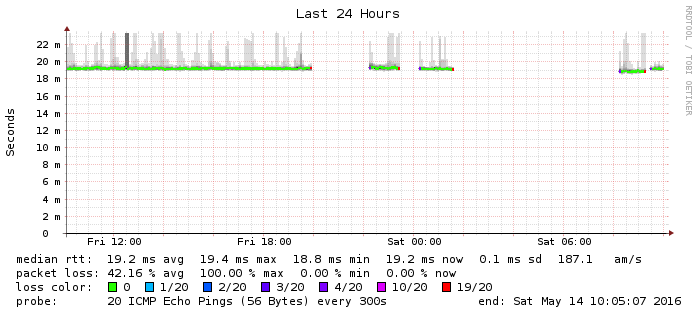 Last 24 Hours
RRDTOOL / TOBI OETIKER
Seconds
22 m
20 m
18 m
16 m
14 m
12 m
10 m
8 m
6 m
4 m
2 m
0
Fri 12:00 Fri 18:00 Sat 00:00 Sat 06:00
median rtt: 19.2 ms avg 19.4 ms max 18.8 ms min 19.2 ms now 0.1 ms sd 187.1 am/s
packet loss: 42.16 % avg 100.00 % max 0.00 % min 0.00 % now
loss color: 0 1/20 2/20 3/20 4/20 10/20 19/20
probe: 20 ICMP Echo Pings (56 Bytes) every 300s end: Sat May 14 10:05:07 2016